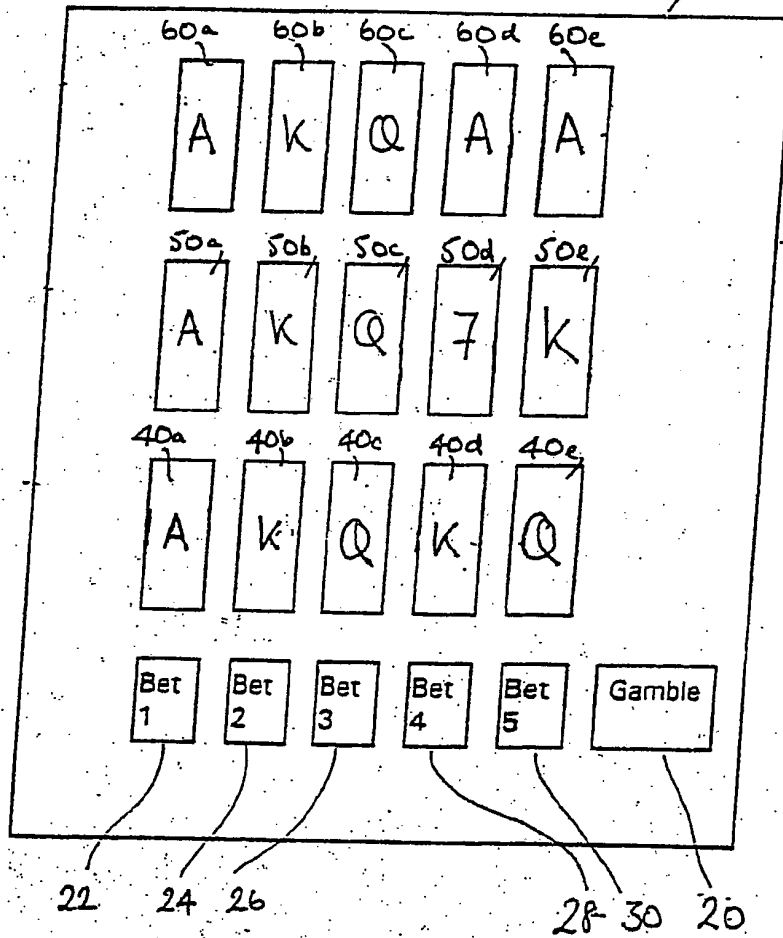 60a 60b 60c 60d 60e
A K Q A A
50a 50b 50c 50d 50e
A K Q 7 K
40a 40b 40c 40d 40e
A K Q K Q
Bet 1 Bet 2 Bet 3 Bet 4 Bet 5 Gamble
22 24 26 28 30 20